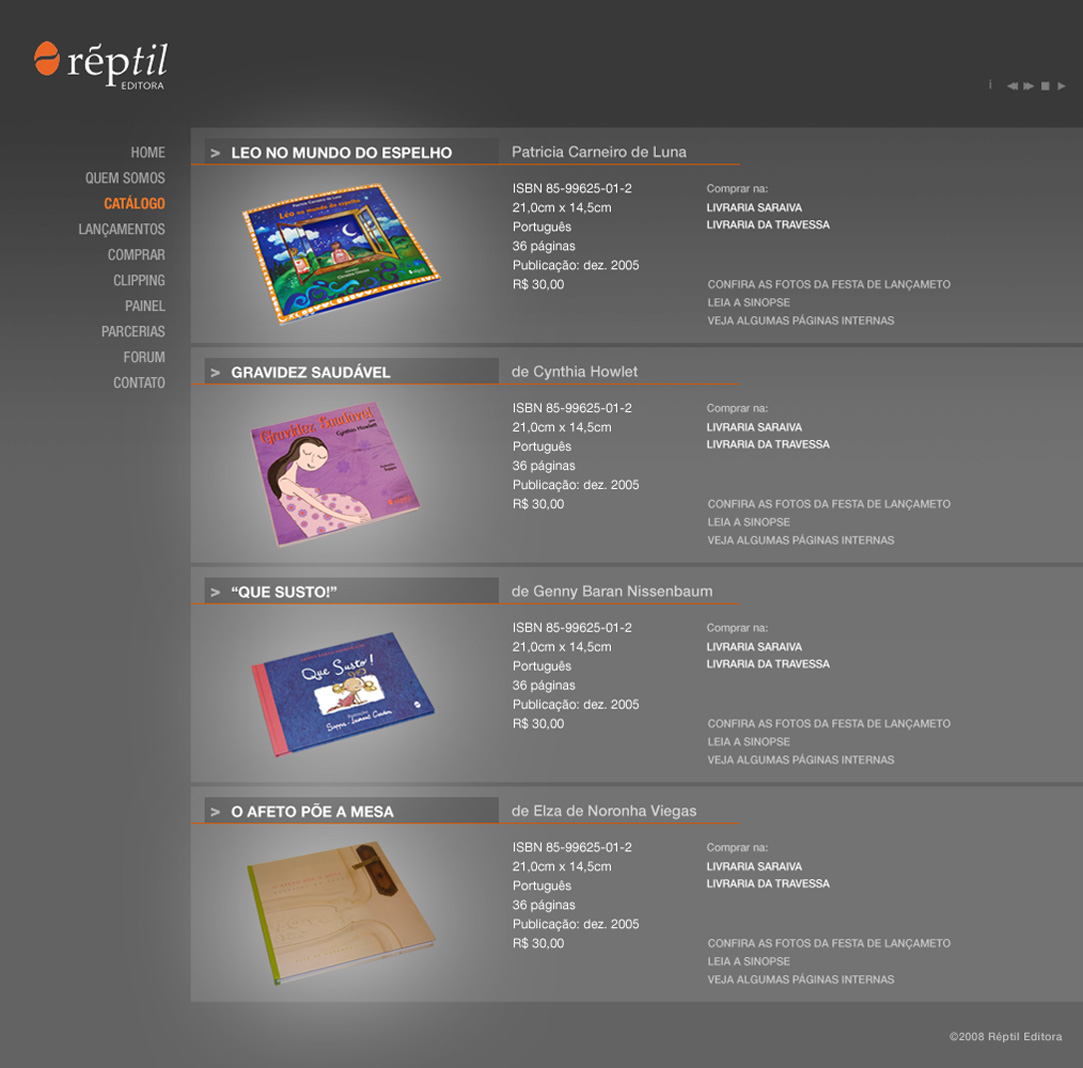 réptil
EDITORA
i
HOME
QUEM SOMOS
CATÁLOGO
LANÇAMENTOS
COMPRAR
CLIPPING
PAINEL
PARCERIAS
FORUM
CONTATO
> LEO NO MUNDO DO ESPELHO
Patricia Carneiro de Luna
Patrícia Carneiro de Luna
Léo no mundo do espelho
ISBN 85-99625-01-2
21,0cm x 14,5cm
Português
36 páginas
Publicação: dez. 2005
R$ 30,00
Comprar na:
LIVRARIA SARAIVA
LIVRARIA DA TRAVESSA
CONFIRA AS FOTOS DA FESTA DE LANÇAMETO
LEIA A SINOPSE
VEJA ALGUMAS PÁGINAS INTERNAS
> GRAVIDEZ SAUDÁVEL
de Cynthia Howlet
Gravidez Saudável
Cynthia Howlett
ISBN 85-99625-01-2
21,0cm x 14,5cm
Português
36 páginas
Publicação: dez. 2005
R$ 30,00
Comprar na:
LIVRARIA SARAIVA
LIVRARIA DA TRAVESSA
CONFIRA AS FOTOS DA FESTA DE LANÇAMETO
LEIA A SINOPSE
VEJA ALGUMAS PÁGINAS INTERNAS
> “QUE SUSTO!”
de Genny Baran Nissenbaum
Que Susto!
ISBN 85-99625-01-2
21,0cm x 14,5cm
Português
36 páginas
Publicação: dez. 2005
R$ 30,00
Comprar na:
LIVRARIA SARAIVA
LIVRARIA DA TRAVESSA
CONFIRA AS FOTOS DA FESTA DE LANÇAMETO
LEIA A SINOPSE
VEJA ALGUMAS PÁGINAS INTERNAS
> O AFETO PÕE A MESA
de Elza de Noronha Viegas
O AFETO PÕE A MESA
ISBN 85-99625-01-2
21,0cm x 14,5cm
Português
36 páginas
Publicação: dez. 2005
R$ 30,00
Comprar na:
LIVRARIA SARAIVA
LIVRARIA DA TRAVESSA
CONFIRA AS FOTOS DA FESTA DE LANÇAMETO
LEIA A SINOPSE
VEJA ALGUMAS PÁGINAS INTERNAS
©2008 Réptil Editora